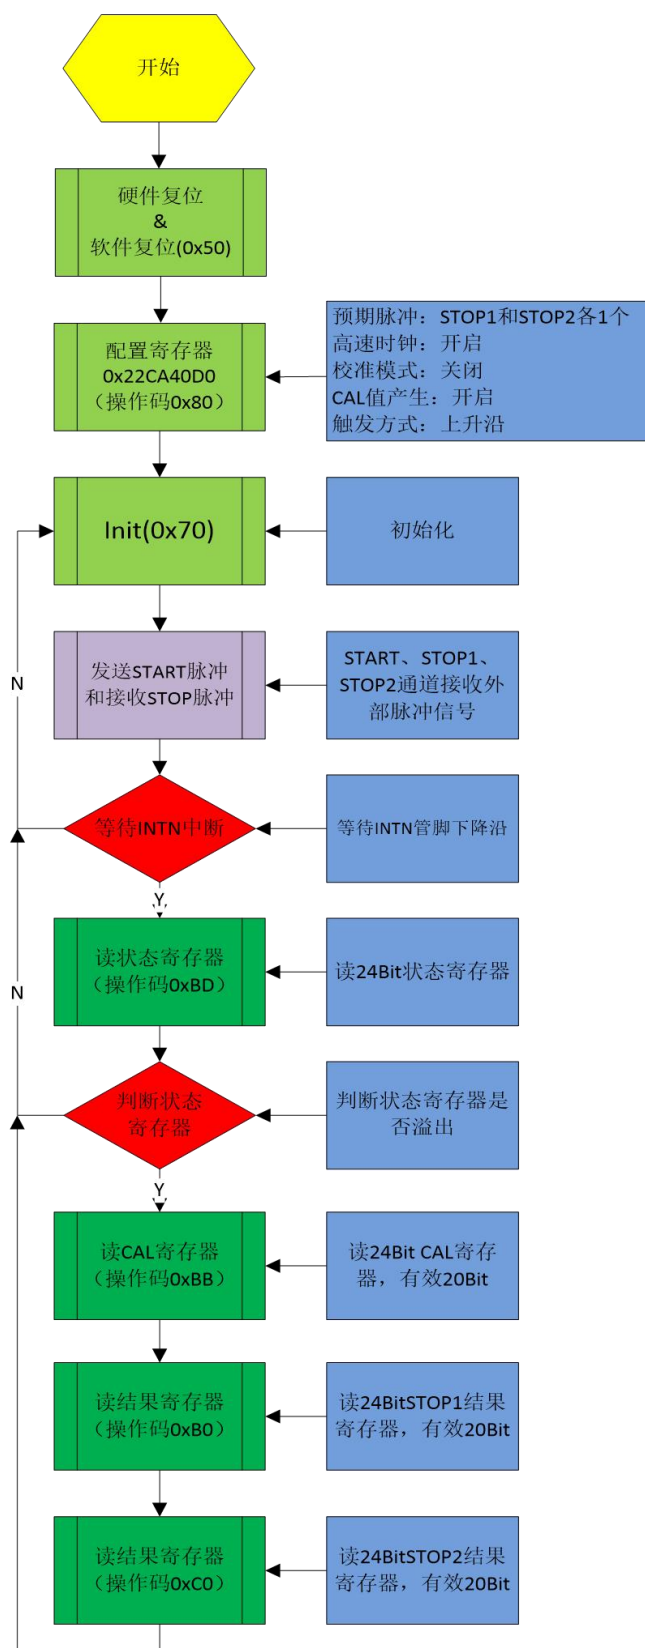 开始
硬件复位
&
软件复位(0x50)
配置寄存器
0x22CA40D0
（操作码0x80）
预期脉冲：STOP1和STOP2各1个
高速时钟：开启
校准模式：关闭
CAL值产生：开启
触发方式：上升沿
Init(0x70)
初始化
N
发送START脉冲
和接收STOP脉冲
START、STOP1、
STOP2通道接收外
部脉冲信号
等待INTN中断
等待INTN管脚下降沿
Y
读状态寄存器
（操作码0xBD）
读24Bit状态寄存器
N
判断状态
寄存器
判断状态寄存器是
否溢出
Y
读CAL寄存器
（操作码0xBB）
读24Bit CAL寄存
器，有效20Bit
读结果寄存器
（操作码0xB0）
读24BitSTOP1结果
寄存器，有效20Bit
读结果寄存器
（操作码0xC0）
读24BitSTOP2结果
寄存器，有效20Bit